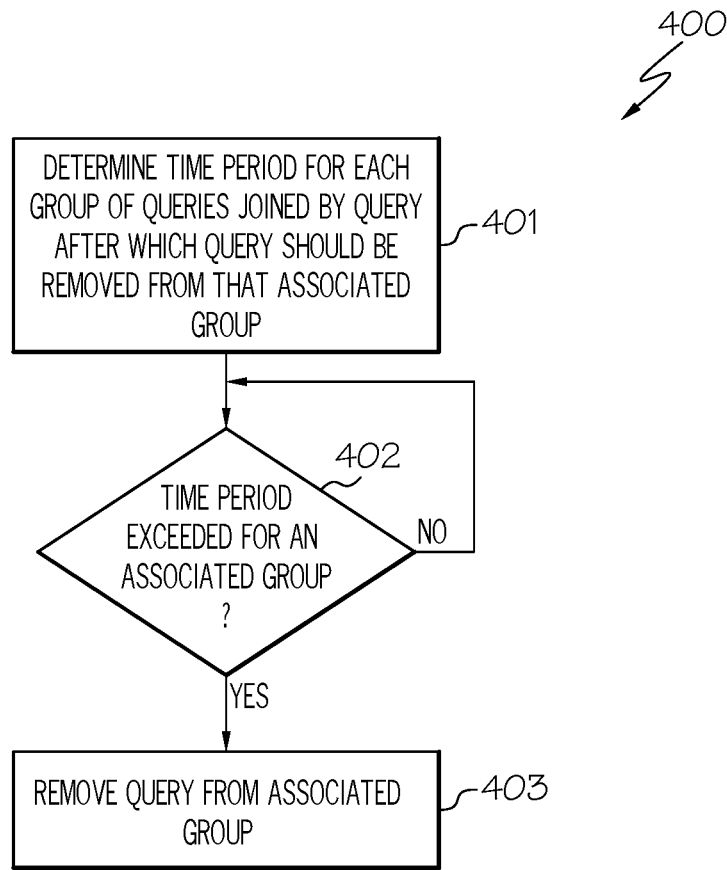 400
DETERMINE TIME PERIOD FOR EACH
GROUP OF QUERIES JOINED BY QUERY
AFTER WHICH QUERY SHOULD BE
REMOVED FROM THAT ASSOCIATED
GROUP
401
402
TIME PERIOD
EXCEEDED FOR AN
ASSOCIATED GROUP
?
NO
YES
REMOVE QUERY FROM ASSOCIATED
GROUP
403